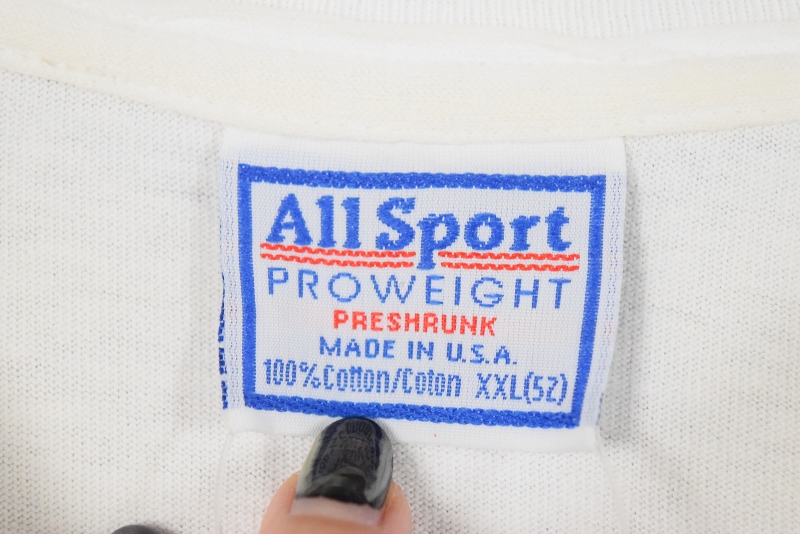 All Sport
PROWEIGHT
PRESHRUNK
MADE IN U.S.A.
100% Cotton/Coton XXL(52)